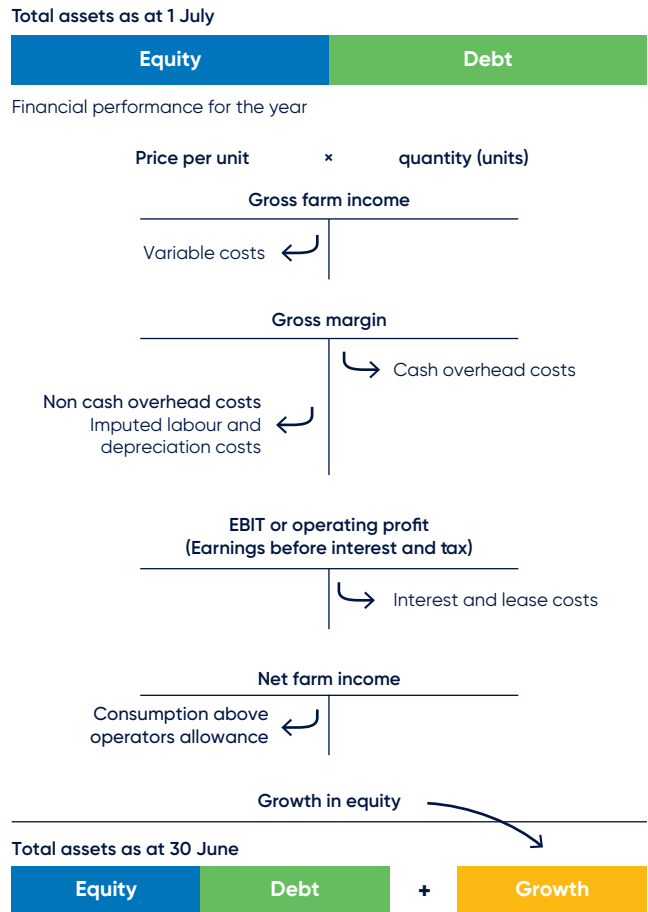 Total assets as at 1 July
Equity
Debt
Financial performance for the year
Price per unit × quantity (units)
Gross farm income
Variable costs
Gross margin
Cash overhead costs
Non cash overhead costs
Imputed labour and
depreciation costs
EBIT or operating profit
(Earnings before interest and tax)
Interest and lease costs
Net farm income
Consumption above
operators allowance
Growth in equity
Total assets as at 30 June
Equity
Debt
+
Growth